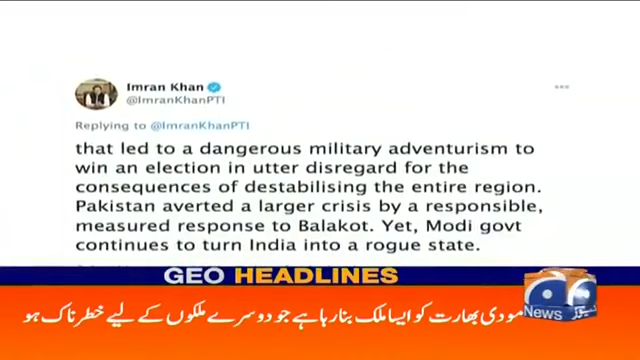 Imran Khan
@ImranKhanPTI
Replying to @ImranKhanPTI
that led to a dangerous military adventurism to
win an election in utter disregard for the
consequences of destabilising the entire region.
Pakistan averted a larger crisis by a responsible,
measured response to Balakot. Yet, Modi govt
continues to turn India into a rogue state.
GEO HEADLINES
مودی بھارت کو ایسا ملک بنا رہا ہے جو دوسرے ملکوں کے لیے خطرناک ہو
News نیوز